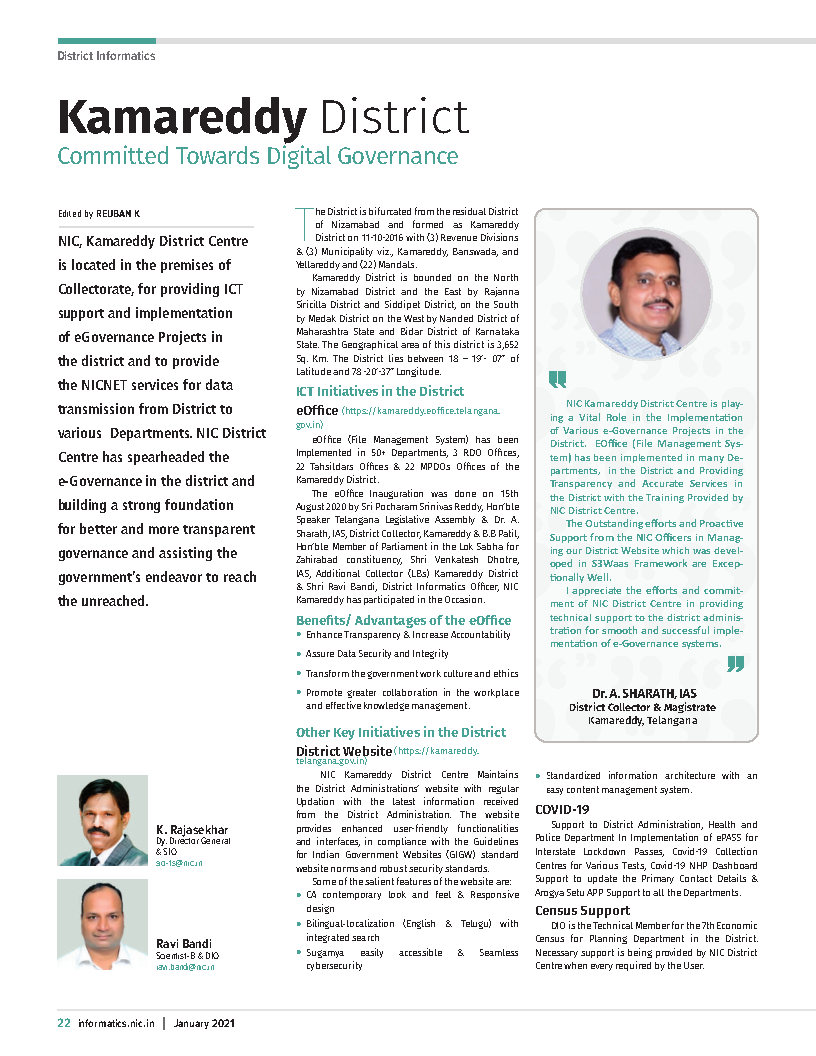 District Informatics
Kamareddy District
Committed Towards Digital Governance
Edited by REUBAN K
NIC, Kamareddy District Centre
is located in the premises of
Collectorate, for providing ICT
support and implementation
of eGovernance Projects in
the district and to provide
the NICNET services for data
transmission from District to
various Departments. NIC District
Centre has spearheaded the
e-Governance in the district and
building a strong foundation
for better and more transparent
governance and assisting the
government's endeavor to reach
the unreached.
K. Rajasekhar
Dy. Director General
& SIO
sio-ts@nic.in
Ravi Bandi
Scientist-B & DIO
ravi.bandi@nic.in
The District is bifurcated from the residual District
of Nizamabad and formed as Kamareddy
District on 11-10-2016 with (3) Revenue Divisions
& (3) Municipality viz., Kamareddy, Banswada, and
Yellareddy and (22) Mandals.
Kamareddy District is bounded on the North
by Nizamabad District and the East by Rajanna
Siricilla District and Siddipet District, on the South
by Medak District on the West by Nanded District of
Maharashtra State and Bidar District of Karnataka
State. The Geographical area of this district is 3,652
Sq. Km. The District lies between 18 – 19'- 07" of
Latitude and 78 -20'-37" Longitude.
ICT Initiatives in the District
eOffice (https://kamareddy.eoffice.telangana.
gov.in)
eOffice (File Management System) has been
Implemented in 50+ Departments, 3 RDO Offices,
22 Tahsildars Offices & 22 MPDOs Offices of the
Kamareddy District.
The eOffice Inauguration was done on 15th
August 2020 by Sri Pocharam Srinivas Reddy, Hon'ble
Speaker Telangana Legislative Assembly & Dr. A.
Sharath, IAS, District Collector, Kamareddy & B.B Patil,
Hon'ble Member of Parliament in the Lok Sabha for
Zahirabad constituency, Shri Venkatesh Dhotre,
IAS, Additional Collector (LBs) Kamareddy District
& Shri Ravi Bandi, District Informatics Officer, NIC
Kamareddy has participated in the Occasion.
Benefits/ Advantages of the eOffice
• Enhance Transparency & Increase Accountability
• Assure Data Security and Integrity
• Transform the government work culture and ethics
• Promote greater collaboration in the workplace
and effective knowledge management.
Other Key Initiatives in the District
District Website (https://kamareddy.
telangana.gov.in)
NIC Kamareddy District Centre Maintains
the District Administrations' website with regular
Updation with the latest information received
from the District Administration. The website
provides enhanced user-friendly functionalities
and interfaces, in compliance with the Guidelines
for Indian Government Websites (GIGW) standard
website norms and robust security standards.
Some of the salient features of the website are:
• CA contemporary look and feel & Responsive
design
• Bilingual-localization (English & Telugu) with
integrated search
• Sugamya easily accessible & Seamless
cybersecurity
NIC Kamareddy District Centre is play-
ing a Vital Role in the Implementation
of Various e-Governance Projects in the
District. EOffice (File Management Sys-
tem) has been implemented in many De-
partments, in the District and Providing
Transparency and Accurate Services in
the District with the Training Provided by
NIC District Centre.
The Outstanding efforts and Proactive
Support from the NIC Officers in Manag-
ing our District Website which was devel-
oped in S3Waas Framework are Excep-
tionally Well.
I appreciate the efforts and commit-
ment of NIC District Centre in providing
technical support to the district adminis-
tration for smooth and successful imple-
mentation of e-Governance systems.
Dr. A. SHARATH, IAS
District Collector & Magistrate
Kamareddy, Telangana
• Standardized information architecture with an
easy content management system.
COVID-19
Support to District Administration, Health and
Police Department In Implementation of ePASS for
Interstate Lockdown Passes, Covid-19 Collection
Centres for Various Tests, Covid-19 NHP Dashboard
Support to update the Primary Contact Details &
Arogya Setu APP Support to all the Departments.
Census Support
DIO is the Technical Member for the 7th Economic
Census for Planning Department in the District.
Necessary support is being provided by NIC District
Centre when every required by the User.
22 informatics.nic.in | January 2021